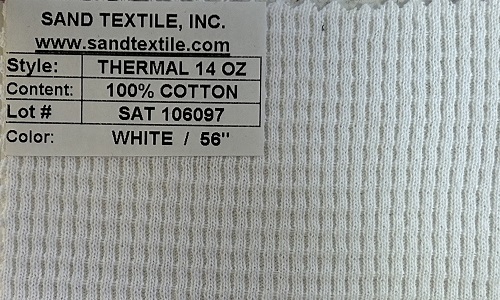 SAND TEXTILE, INC.
www.sandtextile.com
Style: THERMAL 14 OZ
Content: 100% COTTON
Lot # SAT 106097
Color: WHITE / 56"